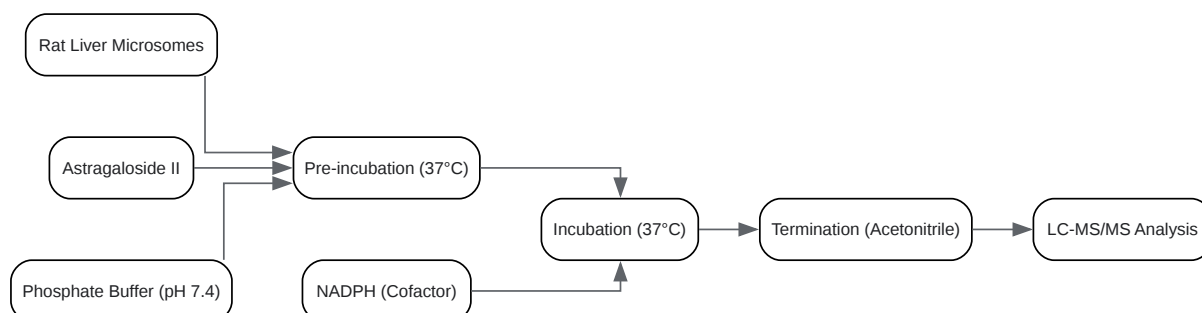 Rat Liver Microsomes
Astragaloside II
Pre-incubation (37°C)
Incubation (37°C)
Termination (Acetonitrile)
LC-MS/MS Analysis
Phosphate Buffer (pH 7.4)
NADPH (Cofactor)